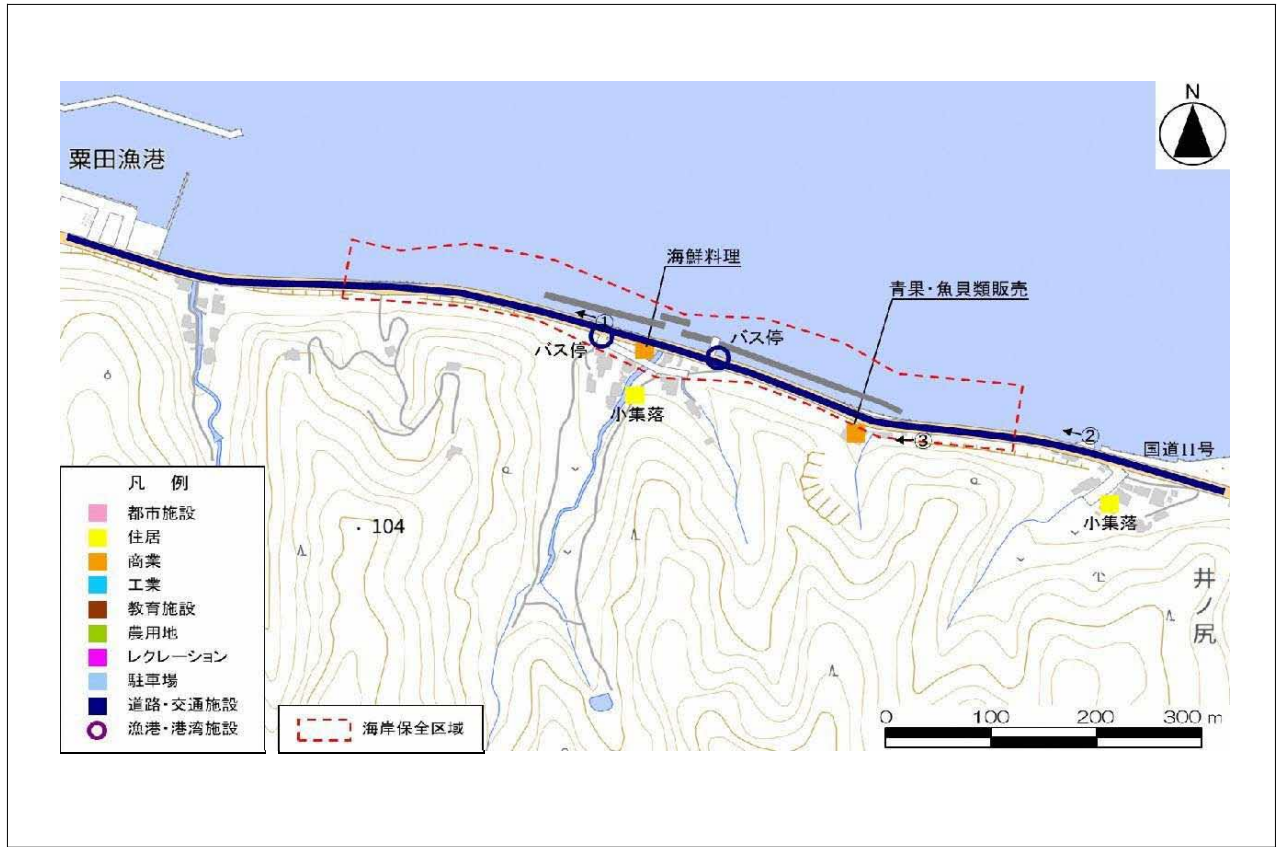 N
粟田漁港
海鮮料理
青果・魚貝類販売
①
バス停
バス停
小集落
③
②
国道11号
小集落
104
井ノ尻
凡 例
都市施設
住居
商業
工業
教育施設
農用地
レクレーション
駐車場
道路・交通施設
漁港・港湾施設
海岸保全区域
0 100 200 300 m